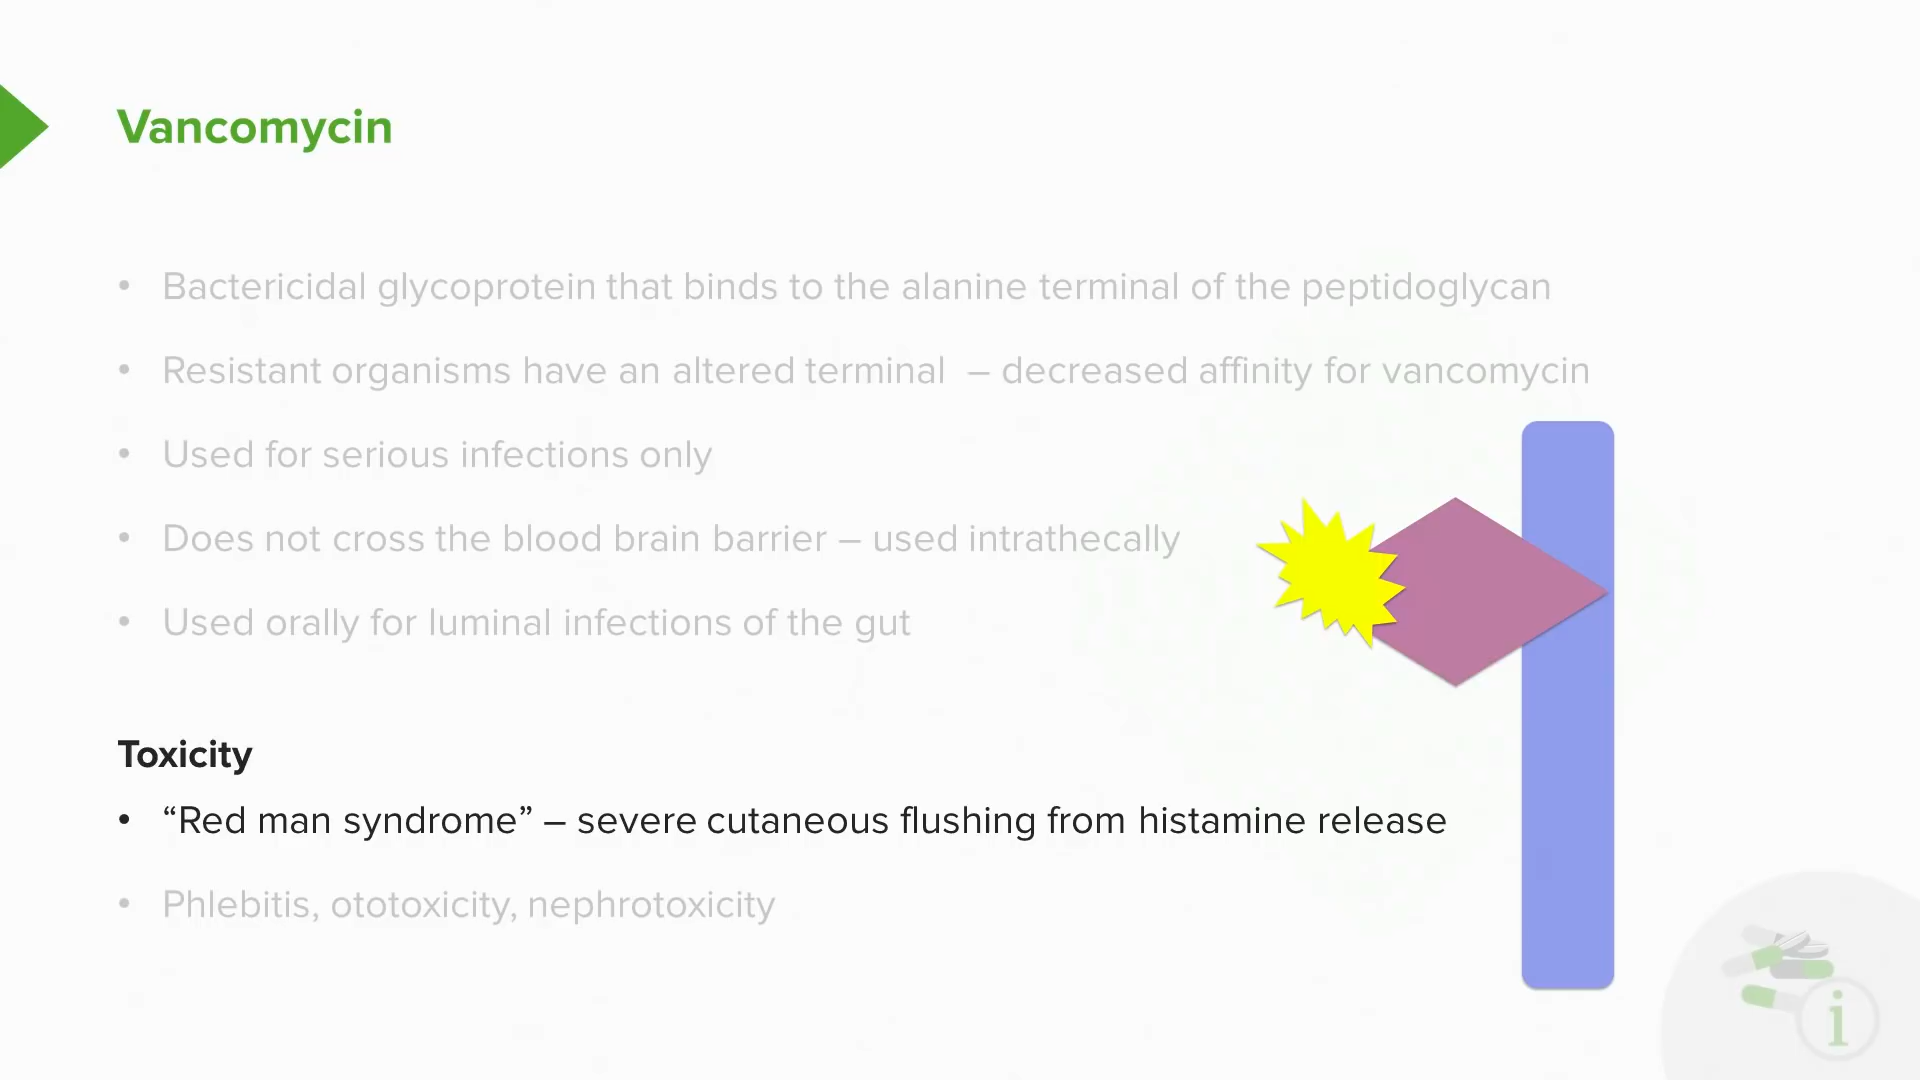 Vancomycin
• Bactericidal glycoprotein that binds to the alanine terminal of the peptidoglycan
• Resistant organisms have an altered terminal – decreased affinity for vancomycin
• Used for serious infections only
• Does not cross the blood brain barrier – used intrathecally
• Used orally for luminal infections of the gut
Toxicity
• “Red man syndrome” – severe cutaneous flushing from histamine release
• Phlebitis, ototoxicity, nephrotoxicity
i